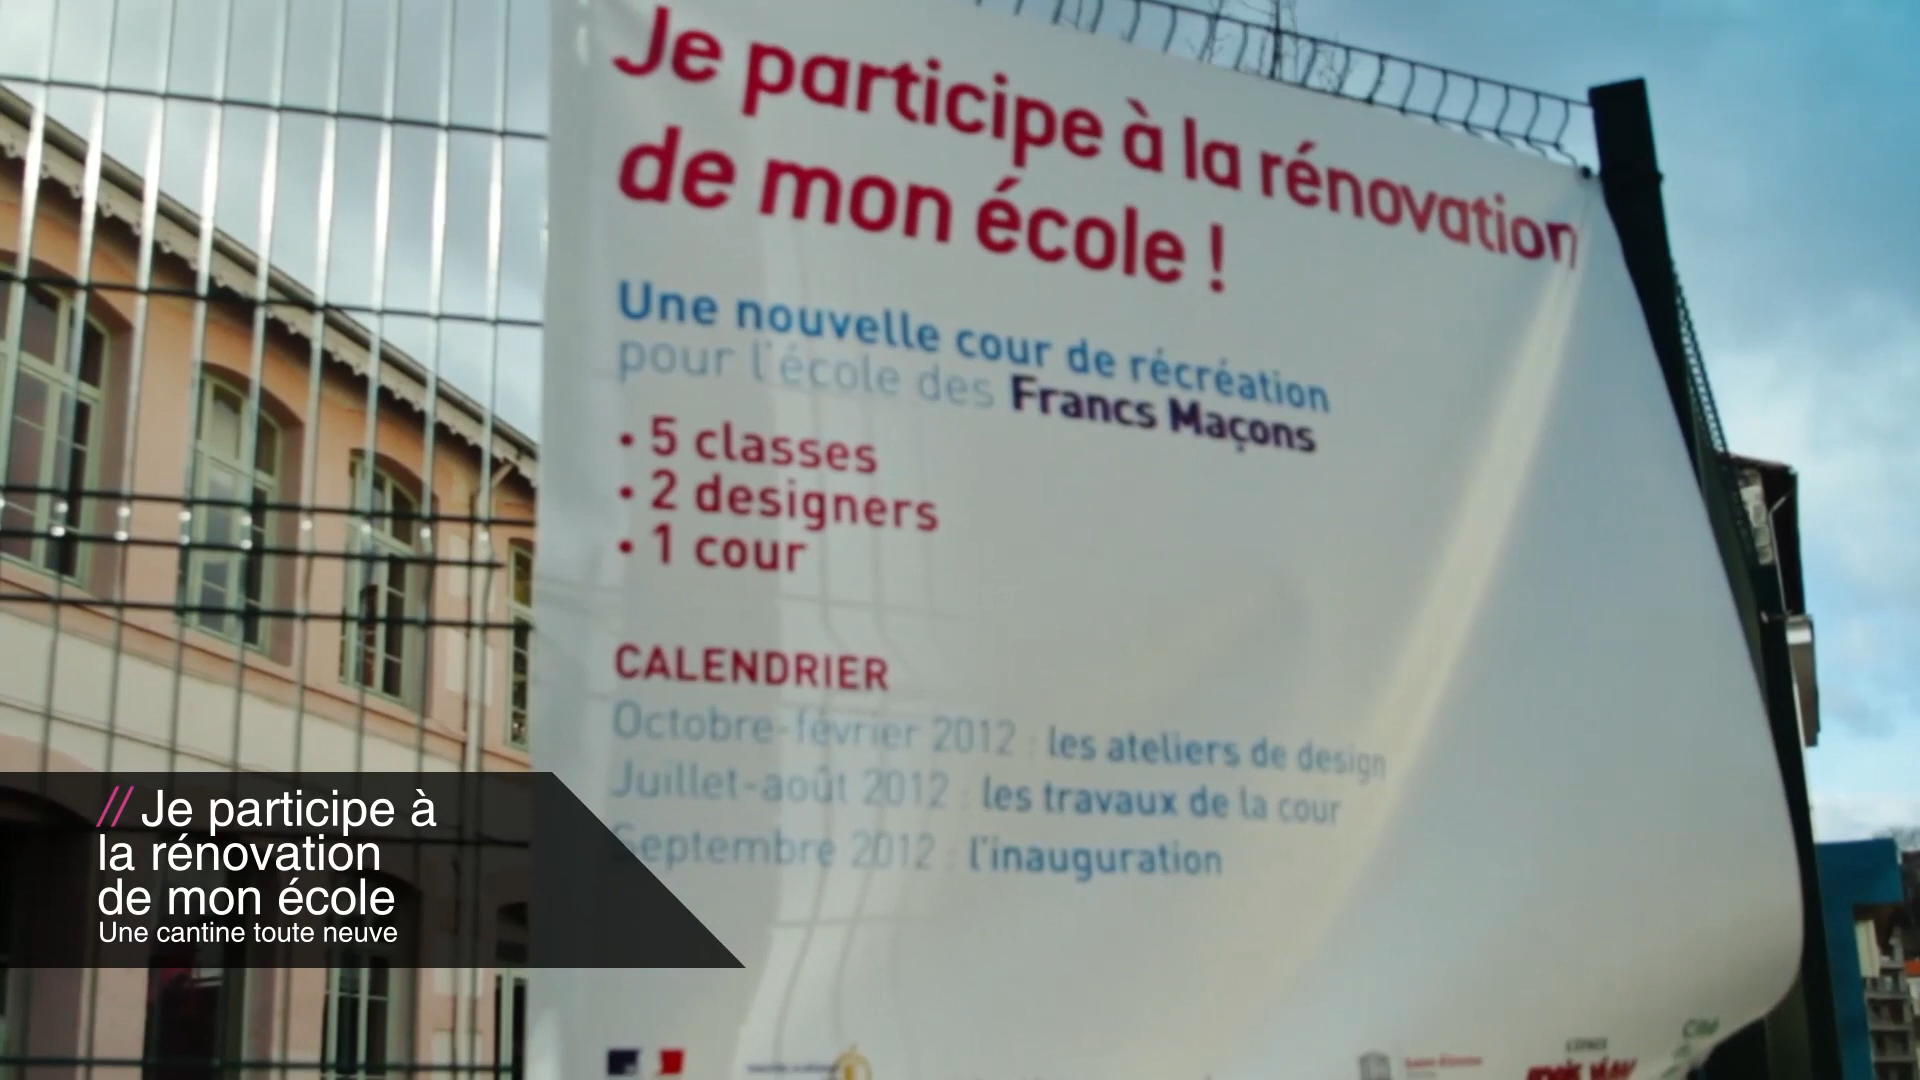 Je participe à la rénovation
de mon école !
Une nouvelle cour de récréation
pour l'école des Francs Maçons
• 5 classes
• 2 designers
• 1 cour
CALENDRIER
Octobre-février 2012 : les ateliers de design
Juillet-août 2012 : les travaux de la cour
Septembre 2012 : l'inauguration
// Je participe à
la rénovation
de mon école
Une cantine toute neuve